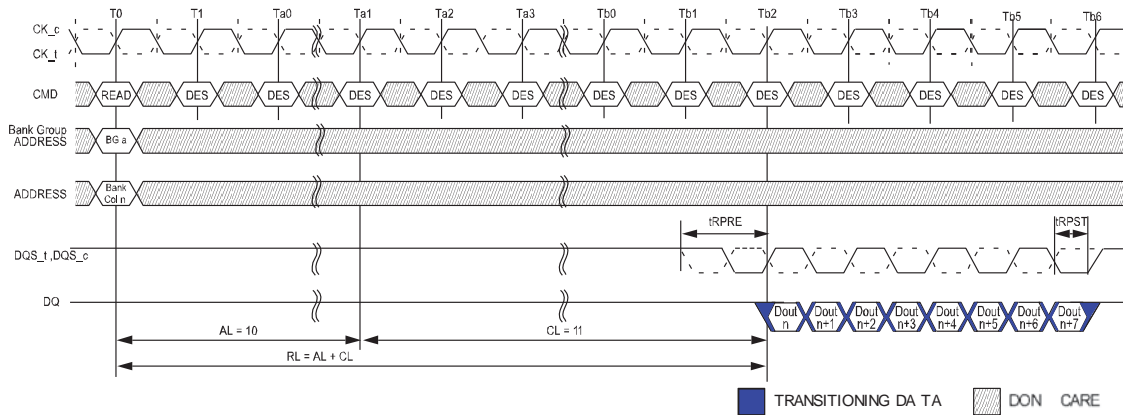 T0 T1 Ta0 Ta1 Ta2 Ta3 Tb0 Tb1 Tb2 Tb3 Tb4 Tb5 Tb6
CK_c
CK_t
CMD READ DES DES DES DES DES DES DES DES DES DES DES DES
Bank Group
ADDRESS
BG a
ADDRESS
Bank
Col n
tRPRE tRPST
DQS_t ,DQS_c
DQ
Dout n
Dout n+1
Dout n+2
Dout n+3
Dout n+4
Dout n+5
Dout n+6
Dout n+7
AL = 10 CL = 11
RL = AL + CL
TRANSITIONING DA TA DON CARE